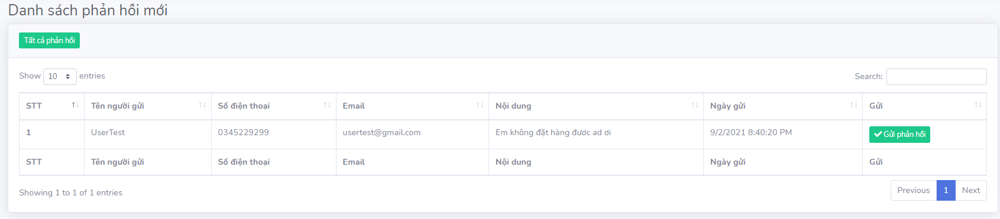 Danh sách phản hồi mới
Tất cả phản hồi
Show 10 entries
Search:
STT Tên người gửi Số điện thoại Email Nội dung Ngày gửi Gửi
1 UserTest 0345229299 usertest@gmail.com Em không đặt hàng được ad ơi 9/2/2021 8:40:20 PM Gửi phản hồi
STT Tên người gửi Số điện thoại Email Nội dung Ngày gửi Gửi
Showing 1 to 1 of 1 entries
Previous 1 Next